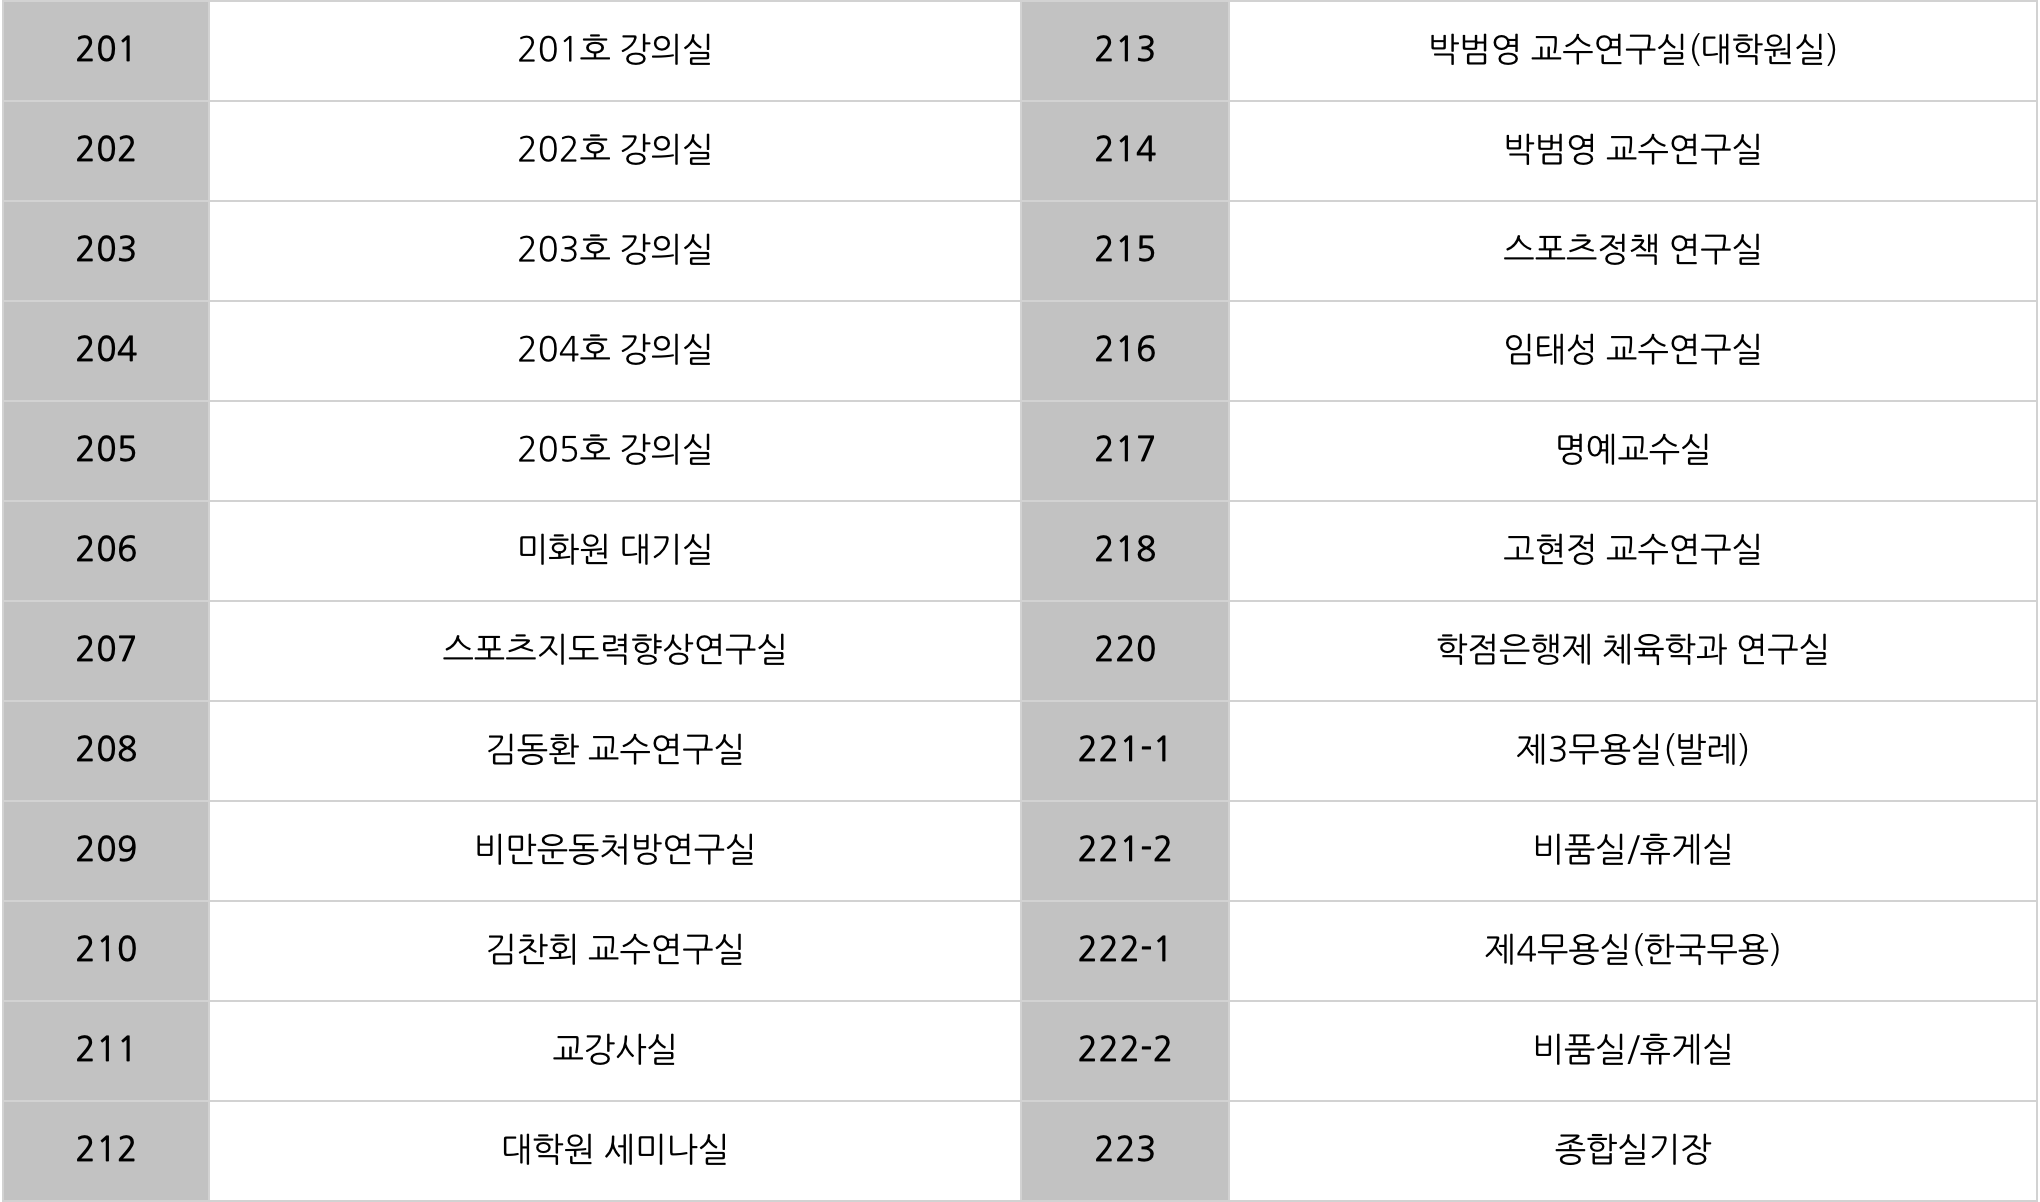 201 201호 강의실 213 박범영 교수연구실(대학원실)
202 202호 강의실 214 박범영 교수연구실
203 203호 강의실 215 스포츠정책 연구실
204 204호 강의실 216 임태성 교수연구실
205 205호 강의실 217 명예교수실
206 미화원 대기실 218 고현정 교수연구실
207 스포츠지도력향상연구실 220 학점은행제 체육학과 연구실
208 김동환 교수연구실 221-1 제3무용실(발레)
209 비만운동처방연구실 221-2 비품실/휴게실
210 김찬회 교수연구실 222-1 제4무용실(한국무용)
211 교강사실 222-2 비품실/휴게실
212 대학원 세미나실 223 종합실기장